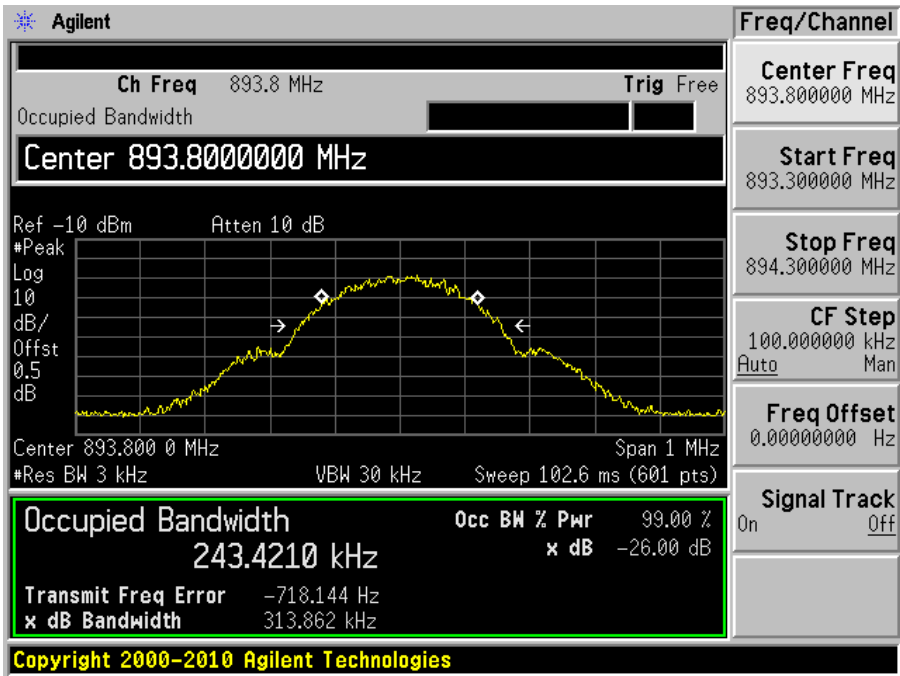 Agilent
Freq/Channel
Ch Freq 893.8 MHz Trig Free
Occupied Bandwidth
Center 893.8000000 MHz
Ref -10 dBm Atten 10 dB
#Peak
Log
10
dB/
Offst
0.5
dB
Center 893.800 0 MHz Span 1 MHz
#Res BW 3 kHz VBW 30 kHz Sweep 102.6 ms (601 pts)
Occupied Bandwidth
243.4210 kHz
Occ BW % Pwr 99.00 %
x dB -26.00 dB
Transmit Freq Error -718.144 Hz
x dB Bandwidth 313.862 kHz
Center Freq
893.800000 MHz
Start Freq
893.300000 MHz
Stop Freq
894.300000 MHz
CF Step
100.000000 kHz
Auto Man
Freq Offset
0.00000000 Hz
Signal Track
On Off
Copyright 2000-2010 Agilent Technologies